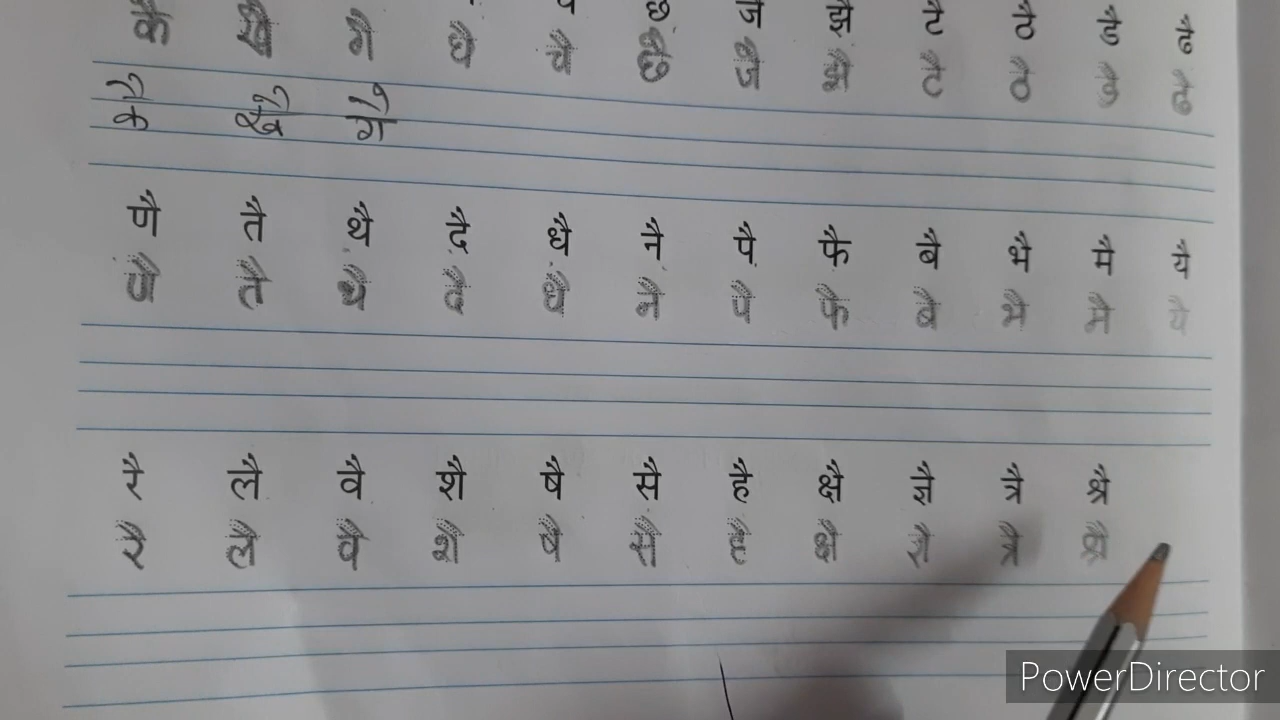 कै खै गै घै चै छै जै झै टै ठै डै ढै
कै खै गै
णै तै थै दै धै नै पै फै बै भै मै यै
णै तै थै दै धै नै पै फै बै भै मै यै
रै लै वै शै षै सै है क्षै ज्ञै त्रै श्रै
रै लै वै शै षै सै है क्षै ज्ञै त्रै श्रै
PowerDirector